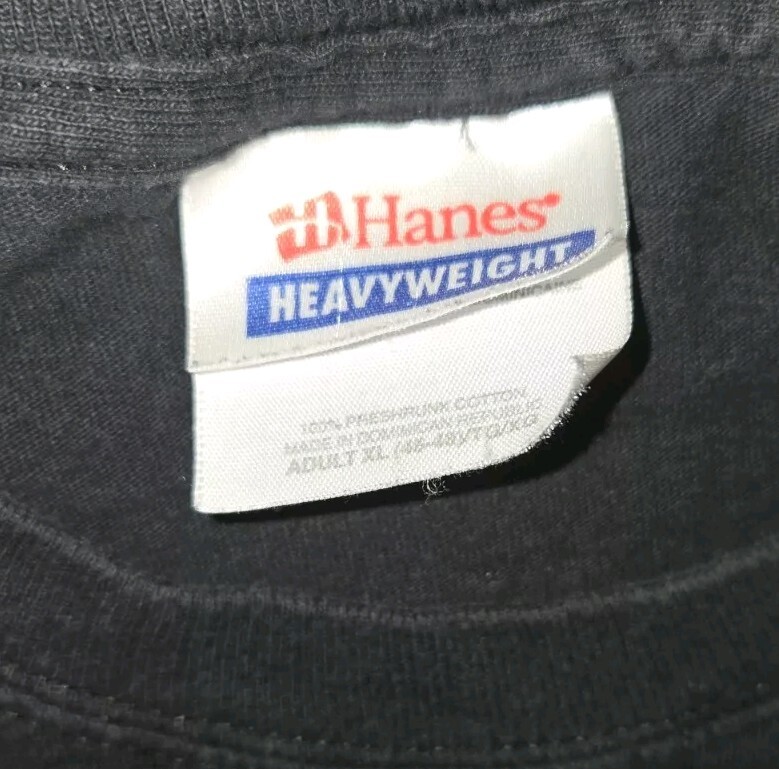 Hanes
HEAVYWEIGHT
100% PRESHRUNK COTTON
MADE IN DOMINICAN REPUBLIC
ADULT XL (46-48)/TG/XG